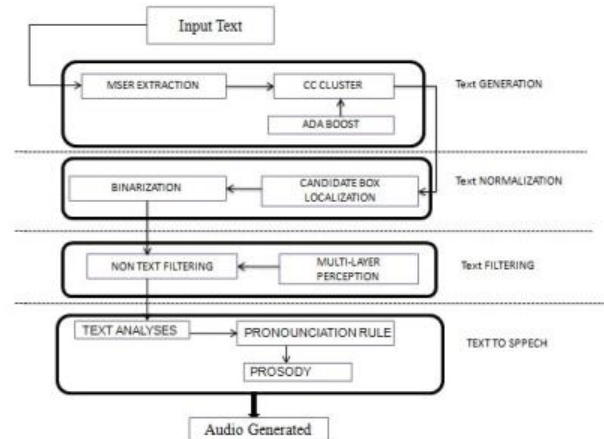 Input Text
MSER EXTRACTION
CC CLUSTER
Text GENERATION
ADA BOOST
BINARIZATION
CANDIDATE BOX
LOCALIZATION
Text NORMALIZATION
NON TEXT FILTERING
MULTI-LAYER
PERCEPTION
Text FILTERING
TEXT ANALYSES
PRONOUNCIATION RULE
TEXT TO SPPECH
PROSODY
Audio Generated